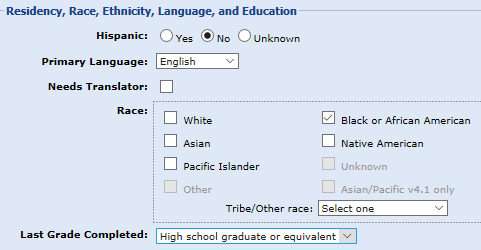 Residency, Race, Ethnicity, Language, and Education
Hispanic: Yes No Unknown
Primary Language: English
Needs Translator:
Race: White Black or African American
Asian Native American
Pacific Islander Unknown
Other Asian/Pacific v4.1 only
Tribe/Other race: Select one
Last Grade Completed: High school graduate or equivalent